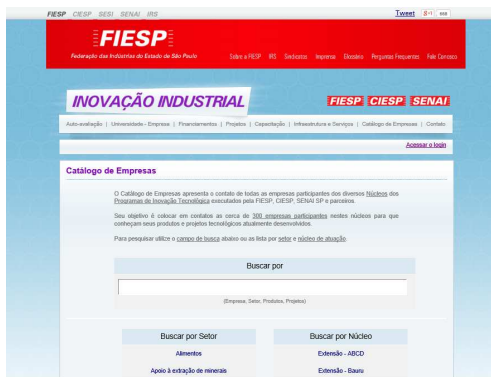 FIESP CIESP SESI SENAI IRS
Tweet
FIESP
Federação das Indústrias do Estado de São Paulo
Sobre a FIESP IRS Sindicatos Imprensa Glossário Perguntas Frequentes Fale Conosco
INOVAÇÃO INDUSTRIAL
FIESP CIESP SENAI
Auto-avaliação | Universidade - Empresa | Financiamentos | Projetos | Capacitação | Infraestrutura e Serviços | Catálogo de Empresas | Contato
Acessar o login
Catálogo de Empresas
O Catálogo de Empresas apresenta o contato de todas as empresas participantes dos diversos Núcleos dos
Programas de Inovação Tecnológica executados pela FIESP, CIESP, SENAI SP e parceiros.
Seu objetivo é colocar em contatos as cerca de 300 empresas participantes nestes núcleos para que
conheçam seus produtos e projetos tecnológicos atualmente desenvolvidos.
Para pesquisar utilize o campo de busca abaixo ou as lista por setor e núcleo de atuação.
Buscar por
(Empresa, Setor, Produtos, Projetos)
Buscar por Setor
Alimentos
Apoio à extração de minerais
Buscar por Núcleo
Extensão - ABCD
Extensão - Bauru